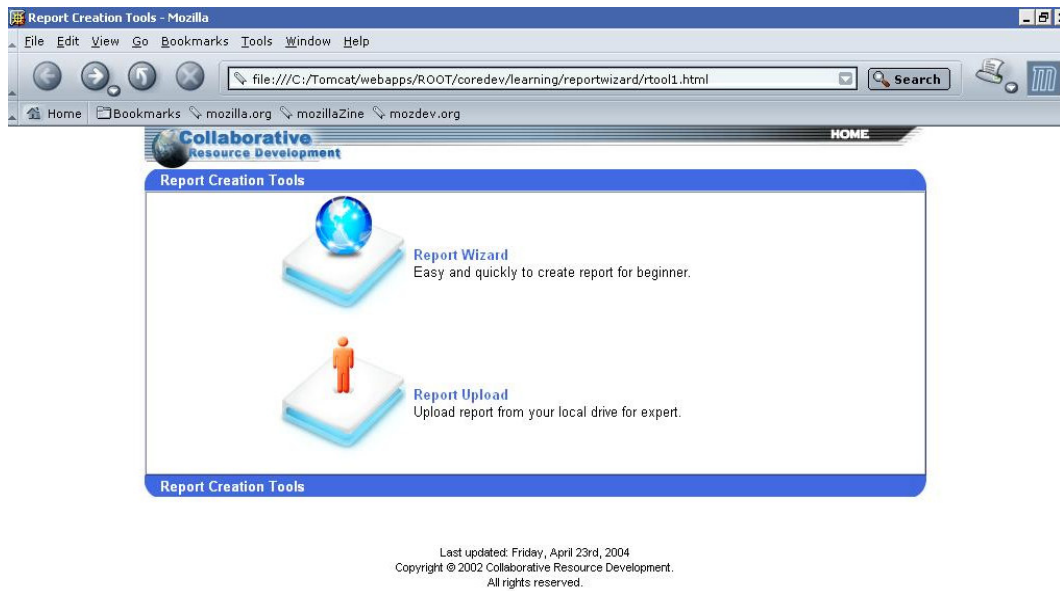 Report Creation Tools - Mozilla
File Edit View Go Bookmarks Tools Window Help
file:///C:/Tomcat/webapps/ROOT/coredev/learning/reportwizard/rtool1.html Search
Home Bookmarks mozilla.org mozillaZine mozdev.org
Collaborative HOME
Resource Development
Report Creation Tools
Report Wizard
Easy and quickly to create report for beginner.
Report Upload
Upload report from your local drive for expert.
Report Creation Tools
Last updated: Friday, April 23rd, 2004
Copyright © 2002 Collaborative Resource Development.
All rights reserved.